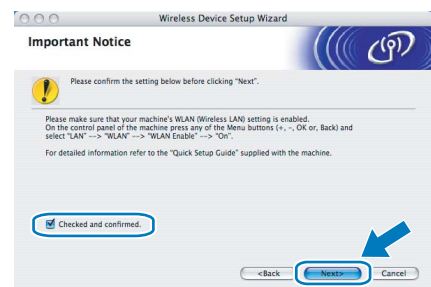 Wireless Device Setup Wizard
Important Notice
Please confirm the setting below before clicking "Next".
Please make sure that your machine's WLAN (Wireless LAN) setting is enabled.
On the control panel of the machine press any of the Menu buttons (+, -, OK or, Back) and
select "LAN" --> "WLAN" --> "WLAN Enable" --> "On".
For detailed information refer to the "Quick Setup Guide" supplied with the machine.
Checked and confirmed.
<Back
Next>
Cancel